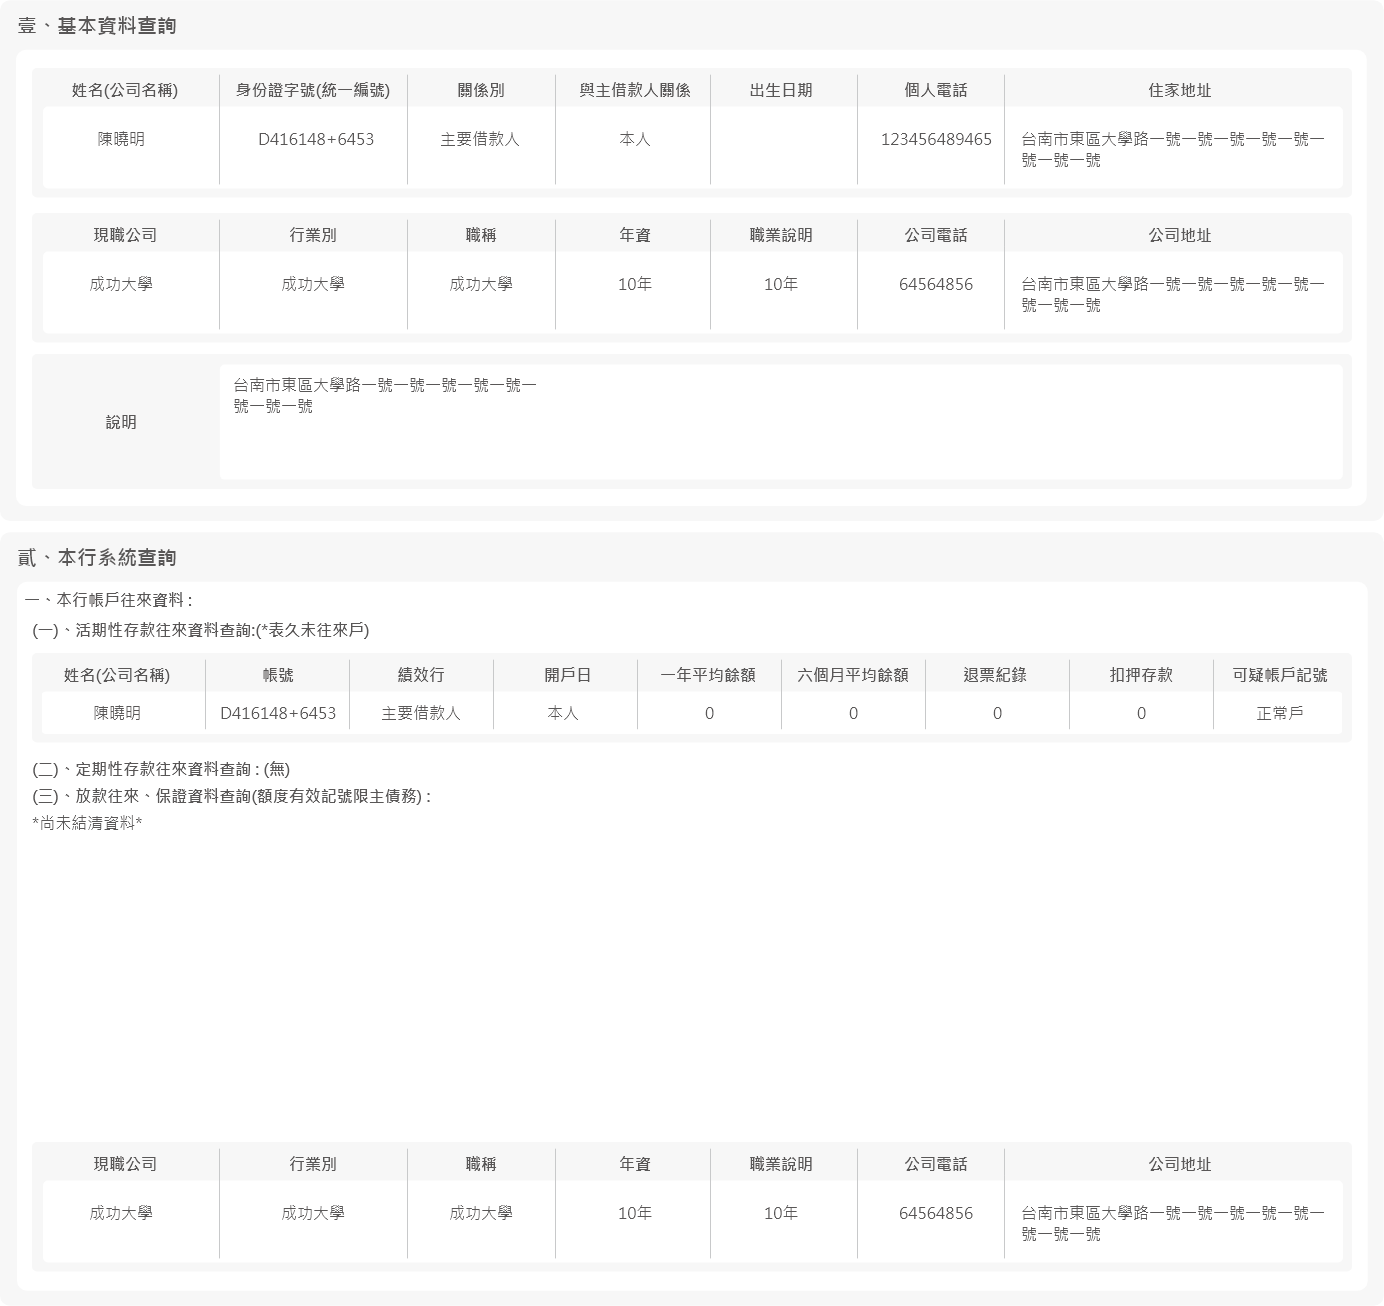 壹、基本資料查詢
姓名(公司名稱) 身份證字號(統一編號) 關係別 與主借款人關係 出生日期 個人電話 住家地址
陳曉明 D416148+6453 主要借款人 本人 123456489465 台南市東區大學路一號一號一號一號一號一
號一號一號
現職公司 行業別 職稱 年資 職業說明 公司電話 公司地址
成功大學 成功大學 成功大學 10年 10年 64564856 台南市東區大學路一號一號一號一號一號一
號一號一號
說明
台南市東區大學路一號一號一號一號一號一
號一號一號
貳、本行系統查詢
一、本行帳戶往來資料 :
(一)、活期性存款往來資料查詢:(*表久未往來戶)
姓名(公司名稱) 帳號 績效行 開戶日 一年平均餘額 六個月平均餘額 退票紀錄 扣押存款 可疑帳戶記號
陳曉明 D416148+6453 主要借款人 本人 0 0 0 0 正常戶
(二)、定期性存款往來資料查詢 : (無)
(三)、放款往來、保證資料查詢(額度有效記號限主債務) :
*尚未結清資料*
現職公司 行業別 職稱 年資 職業說明 公司電話 公司地址
成功大學 成功大學 成功大學 10年 10年 64564856 台南市東區大學路一號一號一號一號一號一
號一號一號